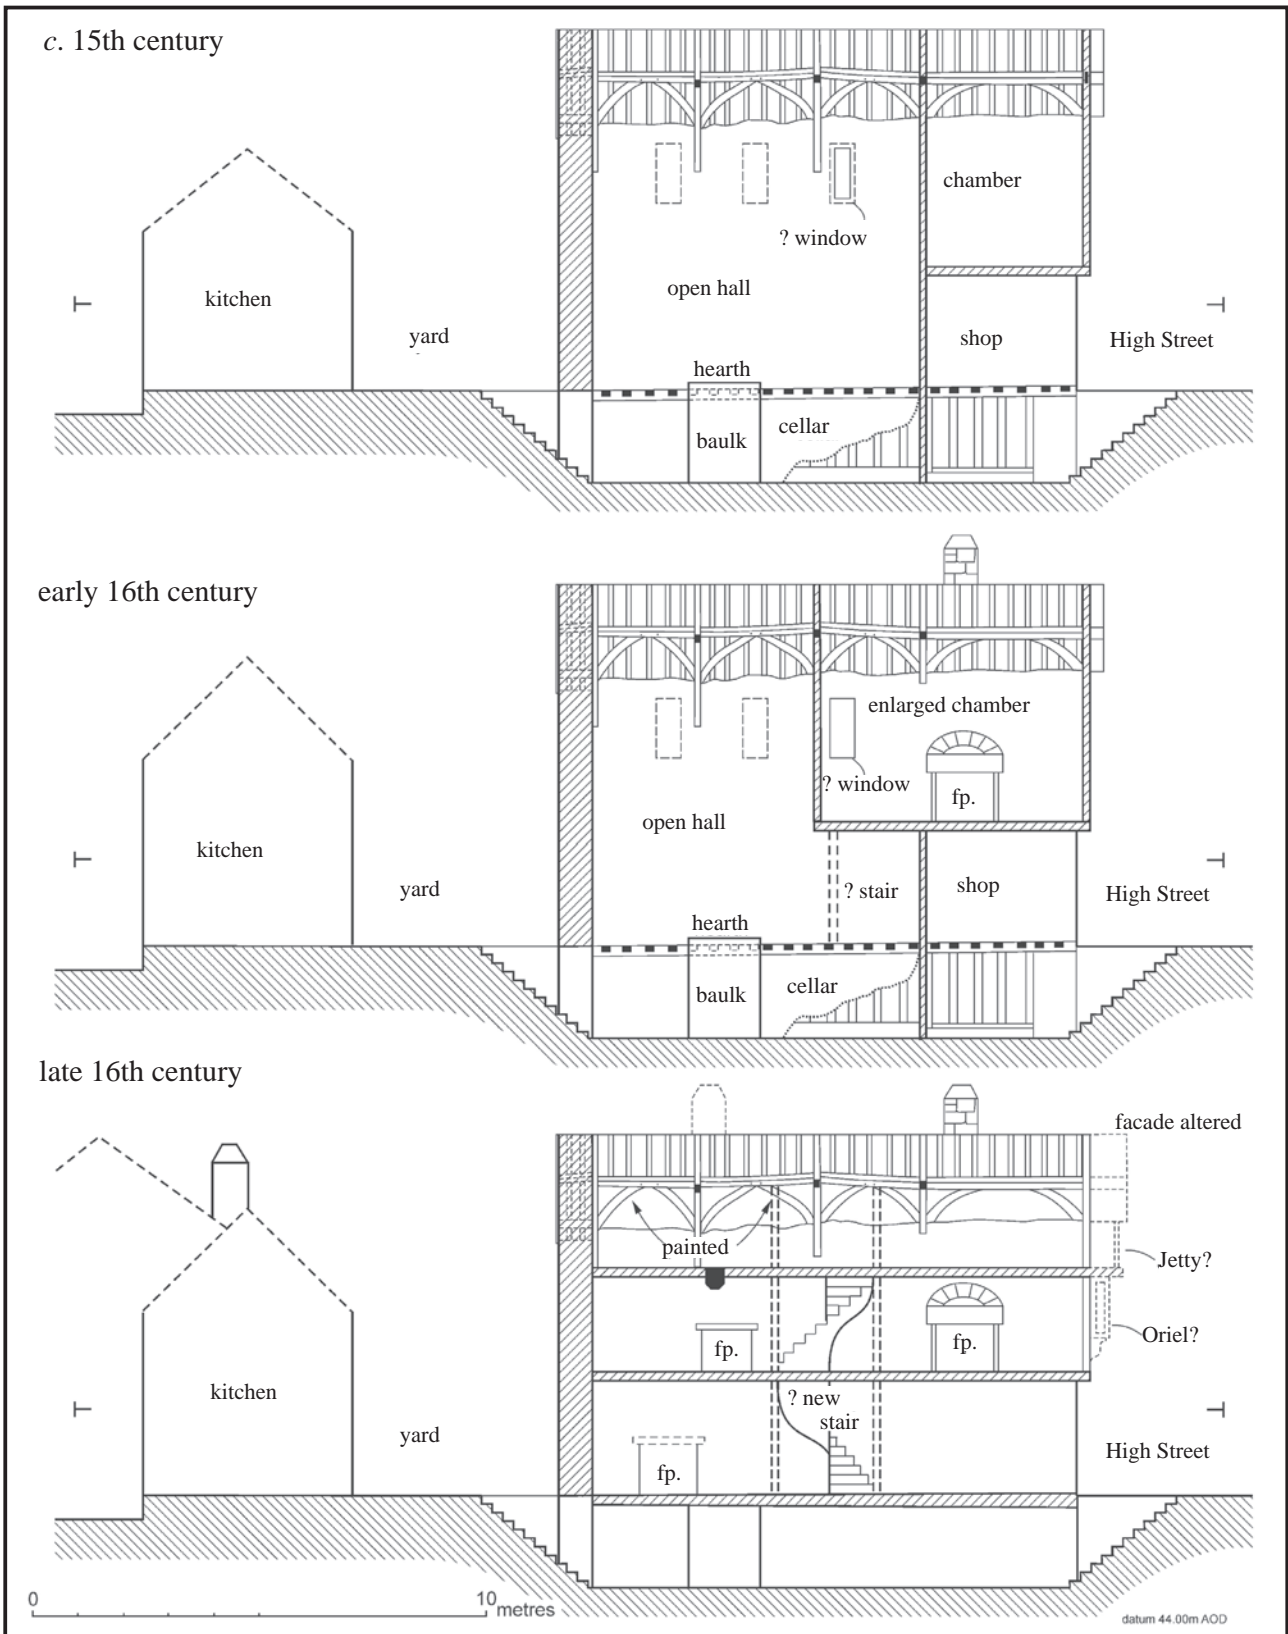 c. 15th century
chamber
? window
open hall
kitchen
yard
shop
High Street
hearth
baulk
cellar
early 16th century
enlarged chamber
? window
fp.
open hall
kitchen
yard
? stair
shop
High Street
hearth
baulk
cellar
late 16th century
facade altered
painted
Jetty?
Oriel?
fp.
fp.
kitchen
? new
stair
yard
High Street
fp.
0
10
metres
datum 44.00m AOD